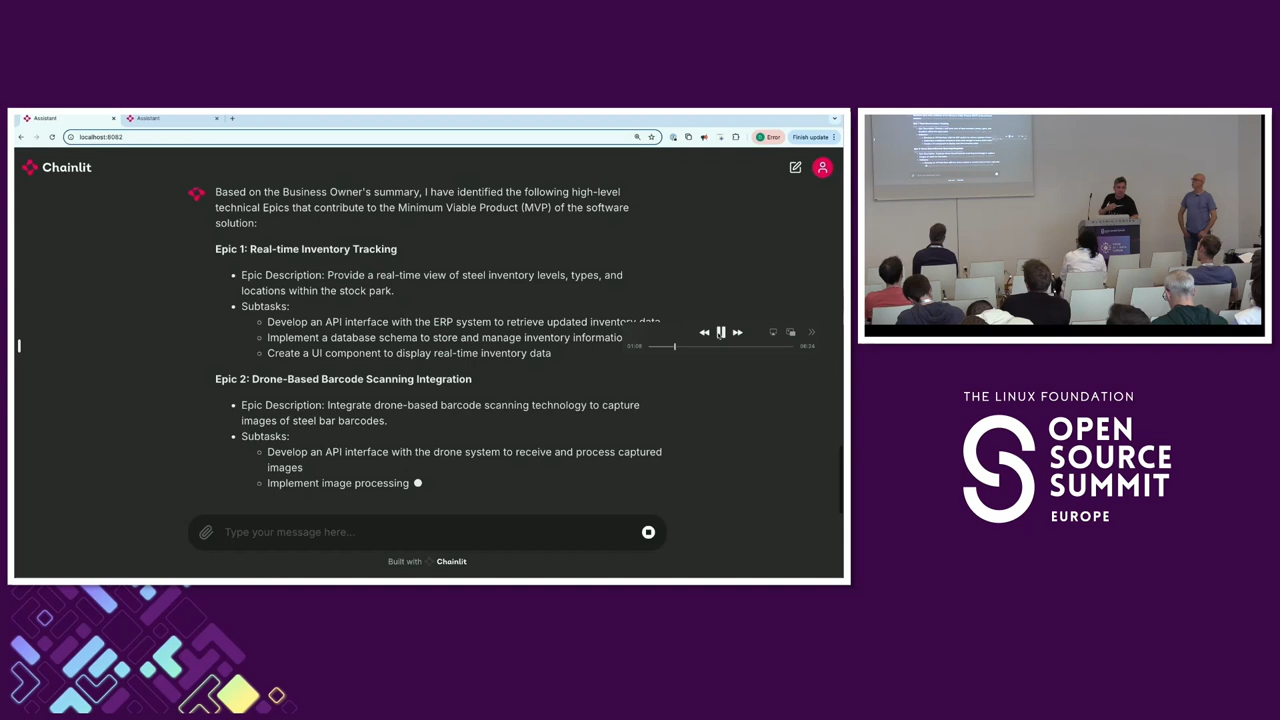 Assistant
Assistant
localhost:8082
Error
Finish update
Chainlit
Based on the Business Owner's summary, I have identified the following high-level
technical Epics that contribute to the Minimum Viable Product (MVP) of the software
solution:
Epic 1: Real-time Inventory Tracking
• Epic Description: Provide a real-time view of steel inventory levels, types, and
locations within the stock park.
• Subtasks:
○ Develop an API interface with the ERP system to retrieve updated inventory data
○ Implement a database schema to store and manage inventory informatio
○ Create a UI component to display real-time inventory data
01:08
06:24
Epic 2: Drone-Based Barcode Scanning Integration
• Epic Description: Integrate drone-based barcode scanning technology to capture
images of steel bar barcodes.
• Subtasks:
○ Develop an API interface with the drone system to receive and process captured
images
○ Implement image processing
Type your message here...
Built with Chainlit
THE LINUX FOUNDATION
OPEN
SOURCE
SUMMIT
EUROPE